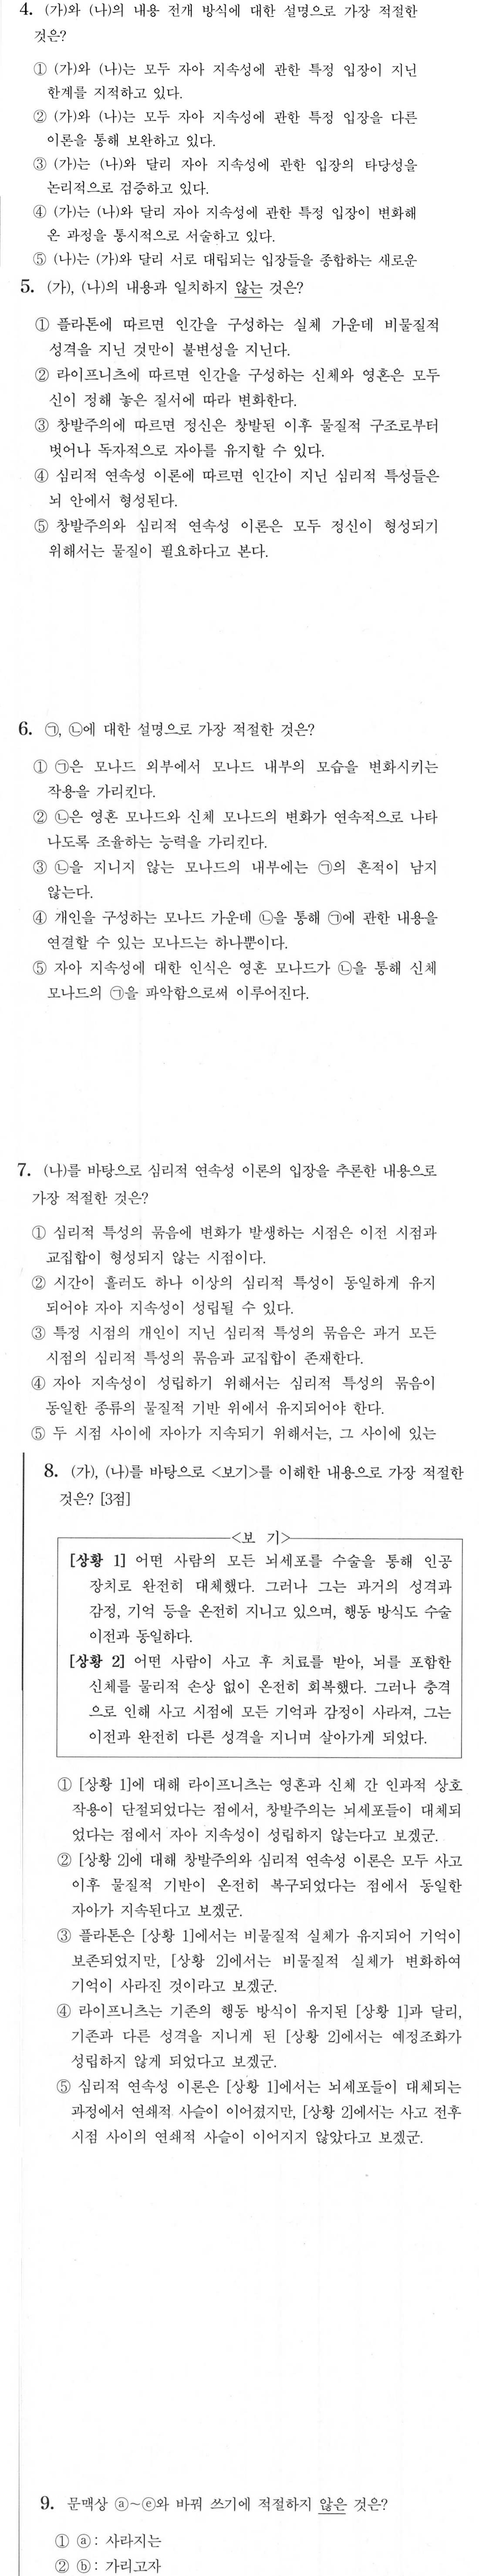 4. (가)와 (나)의 내용 전개 방식에 대한 설명으로 가장 적절한
것은?
① (가)와 (나)는 모두 자아 지속성에 관한 특정 입장이 지닌
한계를 지적하고 있다.
② (가)와 (나)는 모두 자아 지속성에 관한 특정 입장을 다른
이론을 통해 보완하고 있다.
③ (가)는 (나)와 달리 자아 지속성에 관한 입장의 타당성을
논리적으로 검증하고 있다.
④ (가)는 (나)와 달리 자아 지속성에 관한 특정 입장이 변화해
온 과정을 통시적으로 서술하고 있다.
⑤ (나)는 (가)와 달리 서로 대립되는 입장들을 종합하는 새로운
5. (가), (나)의 내용과 일치하지 않는 것은?
① 플라톤에 따르면 인간을 구성하는 실체 가운데 비물질적
성격을 지닌 것만이 불변성을 지닌다.
② 라이프니츠에 따르면 인간을 구성하는 신체와 영혼은 모두
신이 정해 놓은 질서에 따라 변화한다.
③ 창발주의에 따르면 정신은 창발된 이후 물질적 구조로부터
벗어나 독자적으로 자아를 유지할 수 있다.
④ 심리적 연속성 이론에 따르면 인간이 지닌 심리적 특성들은
뇌 안에서 형성된다.
⑤ 창발주의와 심리적 연속성 이론은 모두 정신이 형성되기
위해서는 물질이 필요하다고 본다.
6. ㉠, ㉡에 대한 설명으로 가장 적절한 것은?
① ㉠은 모나드 외부에서 모나드 내부의 모습을 변화시키는
작용을 가리킨다.
② ㉡은 영혼 모나드와 신체 모나드의 변화가 연속적으로 나타
나도록 조율하는 능력을 가리킨다.
③ ㉡을 지니지 않는 모나드의 내부에는 ㉠의 흔적이 남지
않는다.
④ 개인을 구성하는 모나드 가운데 ㉡을 통해 ㉠에 관한 내용을
연결할 수 있는 모나드는 하나뿐이다.
⑤ 자아 지속성에 대한 인식은 영혼 모나드가 ㉡을 통해 신체
모나드의 ㉠을 파악함으로써 이루어진다.
7. (나)를 바탕으로 심리적 연속성 이론의 입장을 추론한 내용으로
가장 적절한 것은?
① 심리적 특성의 묶음에 변화가 발생하는 시점은 이전 시점과
교집합이 형성되지 않는 시점이다.
② 시간이 흘러도 하나 이상의 심리적 특성이 동일하게 유지
되어야 자아 지속성이 성립될 수 있다.
③ 특정 시점의 개인이 지닌 심리적 특성의 묶음은 과거 모든
시점의 심리적 특성의 묶음과 교집합이 존재한다.
④ 자아 지속성이 성립하기 위해서는 심리적 특성의 묶음이
동일한 종류의 물질적 기반 위에서 유지되어야 한다.
⑤ 두 시점 사이에 자아가 지속되기 위해서는, 그 사이에 있는
8. (가), (나)를 바탕으로 <보기>를 이해한 내용으로 가장 적절한
것은? [3점]
<보 기>
[상황 1] 어떤 사람의 모든 뇌세포를 수술을 통해 인공
장치로 완전히 대체했다. 그러나 그는 과거의 성격과
감정, 기억 등을 온전히 지니고 있으며, 행동 방식도 수술
이전과 동일하다.
[상황 2] 어떤 사람이 사고 후 치료를 받아, 뇌를 포함한
신체를 물리적 손상 없이 온전히 회복했다. 그러나 충격
으로 인해 사고 시점에 모든 기억과 감정이 사라져, 그는
이전과 완전히 다른 성격을 지니며 살아가게 되었다.
① [상황 1]에 대해 라이프니츠는 영혼과 신체 간 인과적 상호
작용이 단절되었다는 점에서, 창발주의는 뇌세포들이 대체되
었다는 점에서 자아 지속성이 성립하지 않는다고 보겠군.
② [상황 2]에 대해 창발주의와 심리적 연속성 이론은 모두 사고
이후 물질적 기반이 온전히 복구되었다는 점에서 동일한
자아가 지속된다고 보겠군.
③ 플라톤은 [상황 1]에서는 비물질적 실체가 유지되어 기억이
보존되었지만, [상황 2]에서는 비물질적 실체가 변화하여
기억이 사라진 것이라고 보겠군.
④ 라이프니츠는 기존의 행동 방식이 유지된 [상황 1]과 달리,
기존과 다른 성격을 지니게 된 [상황 2]에서는 예정조화가
성립하지 않게 되었다고 보겠군.
⑤ 심리적 연속성 이론은 [상황 1]에서는 뇌세포들이 대체되는
과정에서 연쇄적 사슬이 이어졌지만, [상황 2]에서는 사고 전후
시점 사이의 연쇄적 사슬이 이어지지 않았다고 보겠군.
9. 문맥상 ⓐ~ⓔ와 바꿔 쓰기에 적절하지 않은 것은?
① ⓐ: 사라지는
② ⓑ: 가리고자